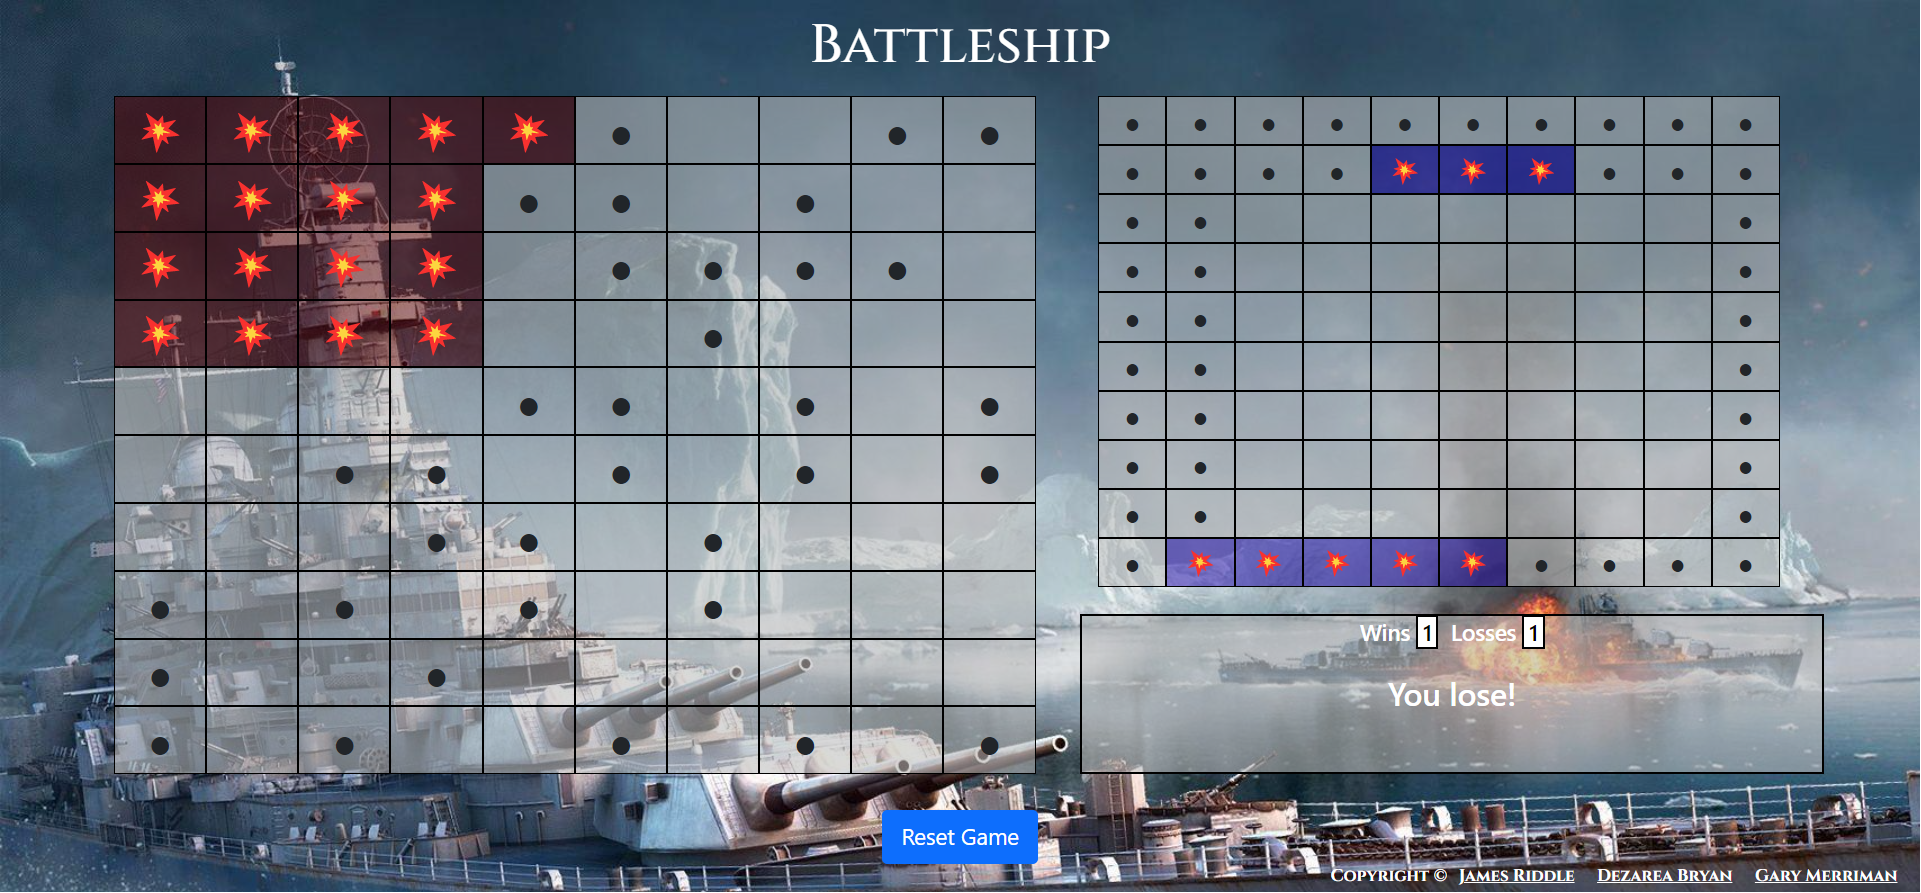 BATTLESHIP
Wins 1 Losses 1
You lose!
Reset Game
COPYRIGHT © JAMES RIDDLE DEZAREA BRYAN GARY MERRIMAN